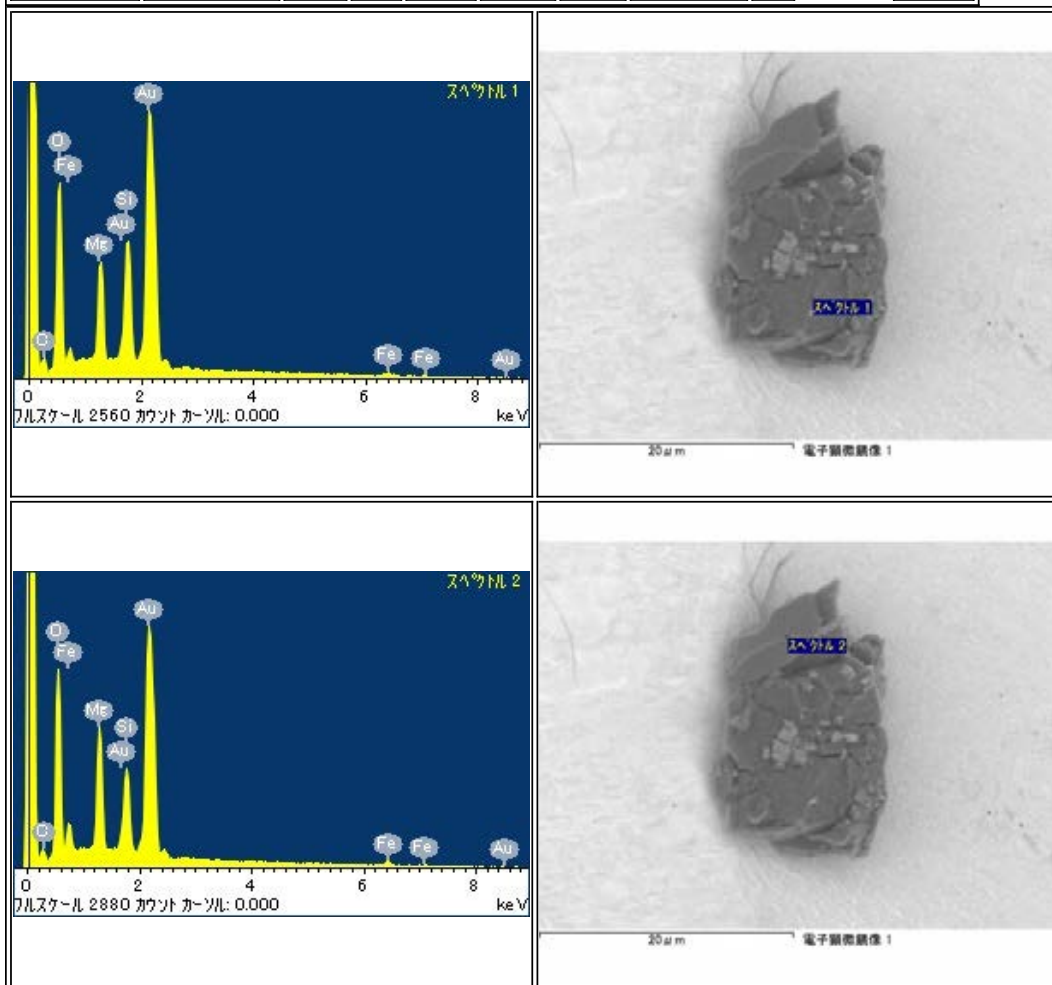 スペクトル 1
Au
O
Fe
Si
Au
Mg
C
Fe
Fe
Au
0 2 4 6 8
フルスケール 2560 カウント カーソル: 0.000 keV
スペクトル 1
20μm 電子顕微鏡像 1
スペクトル 2
Au
O
Fe
Mg
Si
Au
C
Fe
Fe
Au
0 2 4 6 8
フルスケール 2880 カウント カーソル: 0.000 keV
スペクトル 2
20μm 電子顕微鏡像 1